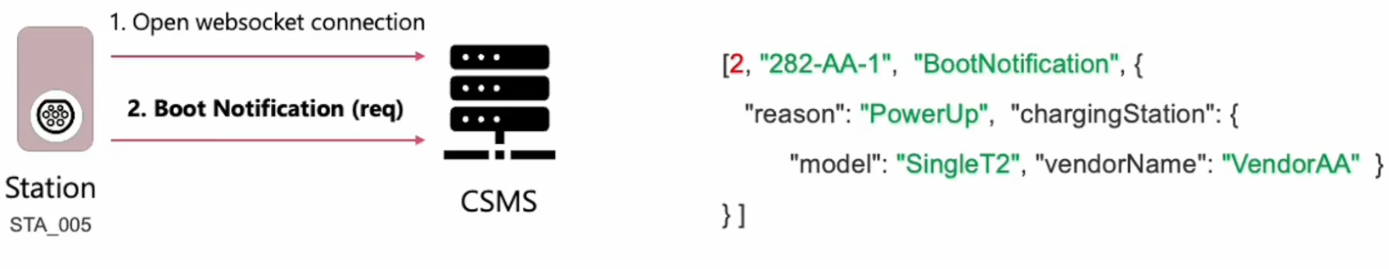 1. Open websocket connection
2. Boot Notification (req)
Station
STA_005
CSMS
[2, "282-AA-1", "BootNotification", {
"reason": "PowerUp", "chargingStation": {
"model": "SingleT2", "vendorName": "VendorAA" }
} ]